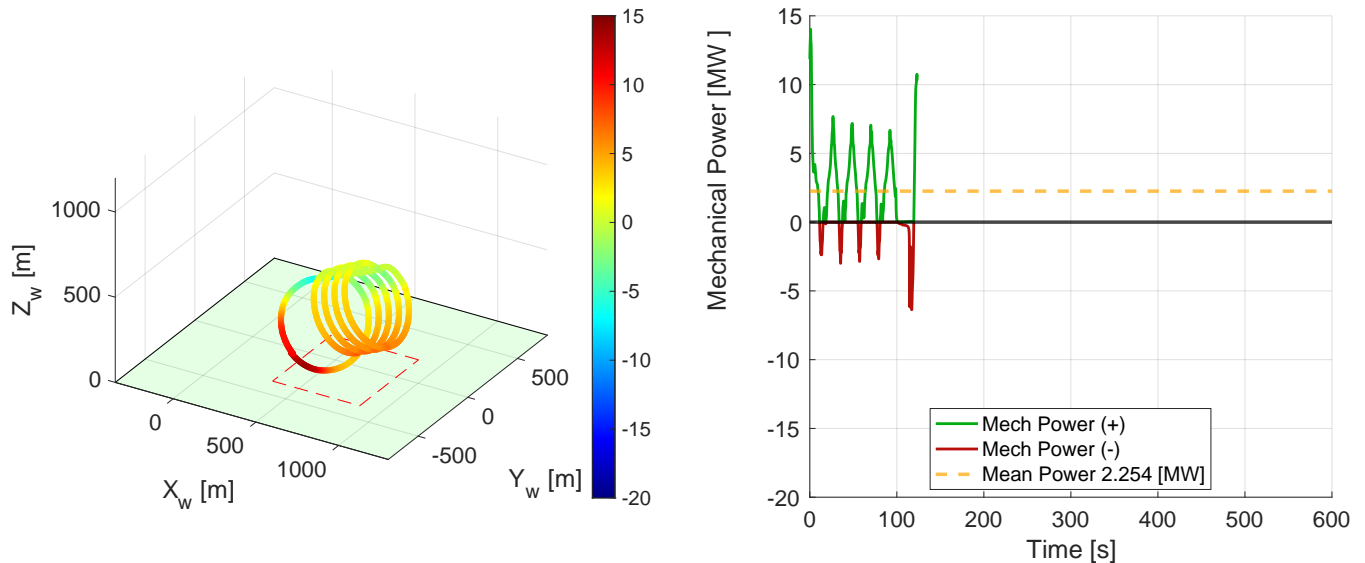 1000
500
0
Z_w [m]
0
500
1000
X_w [m]
-500
0
500
Y_w [m]
15
10
5
0
-5
-10
-15
-20
Mechanical Power [MW]
15
10
5
0
-5
-10
-15
-20
Mech Power (+)
Mech Power (-)
Mean Power 2.254 [MW]
0 100 200 300 400 500 600
Time [s]